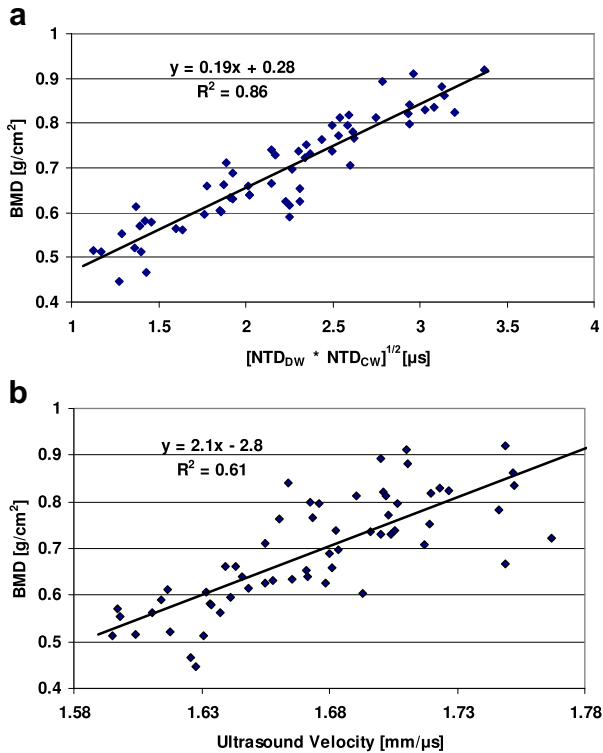 a
1
0.9
0.8
0.7
0.6
0.5
0.4
BMD [g/cm²]
y = 0.19x + 0.28
R² = 0.86
1 1.5 2 2.5 3 3.5 4
[NTD_DW * NTD_CW]^1/2 [µs]
b
1
0.9
0.8
0.7
0.6
0.5
0.4
BMD [g/cm²]
y = 2.1x - 2.8
R² = 0.61
1.58 1.63 1.68 1.73 1.78
Ultrasound Velocity [mm/µs]